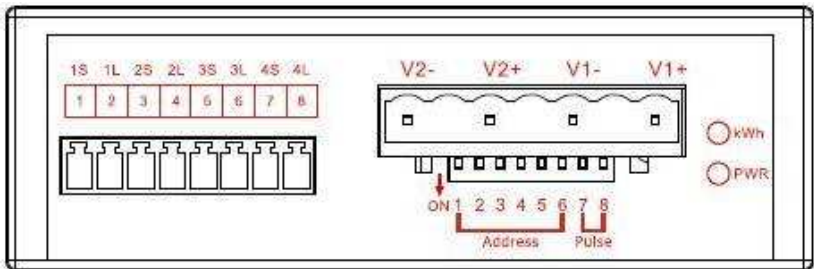 1S 1L 2S 2L 3S 3L 4S 4L
1 2 3 4 5 6 7 8
V2- V2+ V1- V1+
kWh
PWR
ON 1 2 3 4 5 6 7 8
Address Pulse